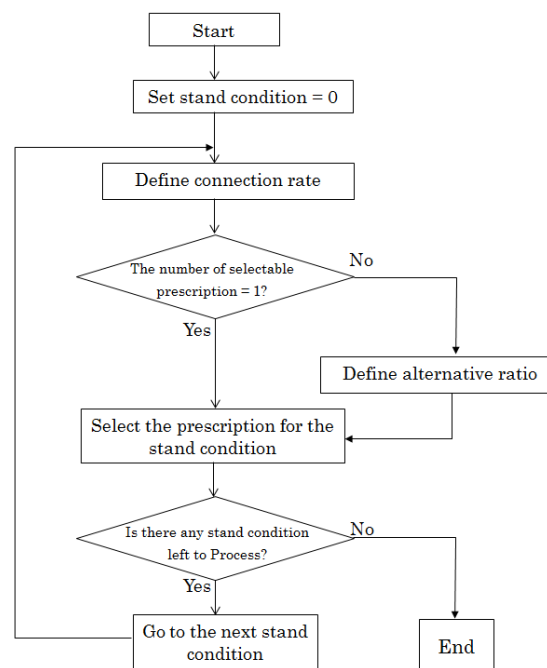 Start
Set stand condition = 0
Define connection rate
The number of selectable
prescription = 1?
No
Yes
Define alternative ratio
Select the prescription for the
stand condition
Is there any stand condition
left to Process?
No
Yes
Go to the next stand
condition
End